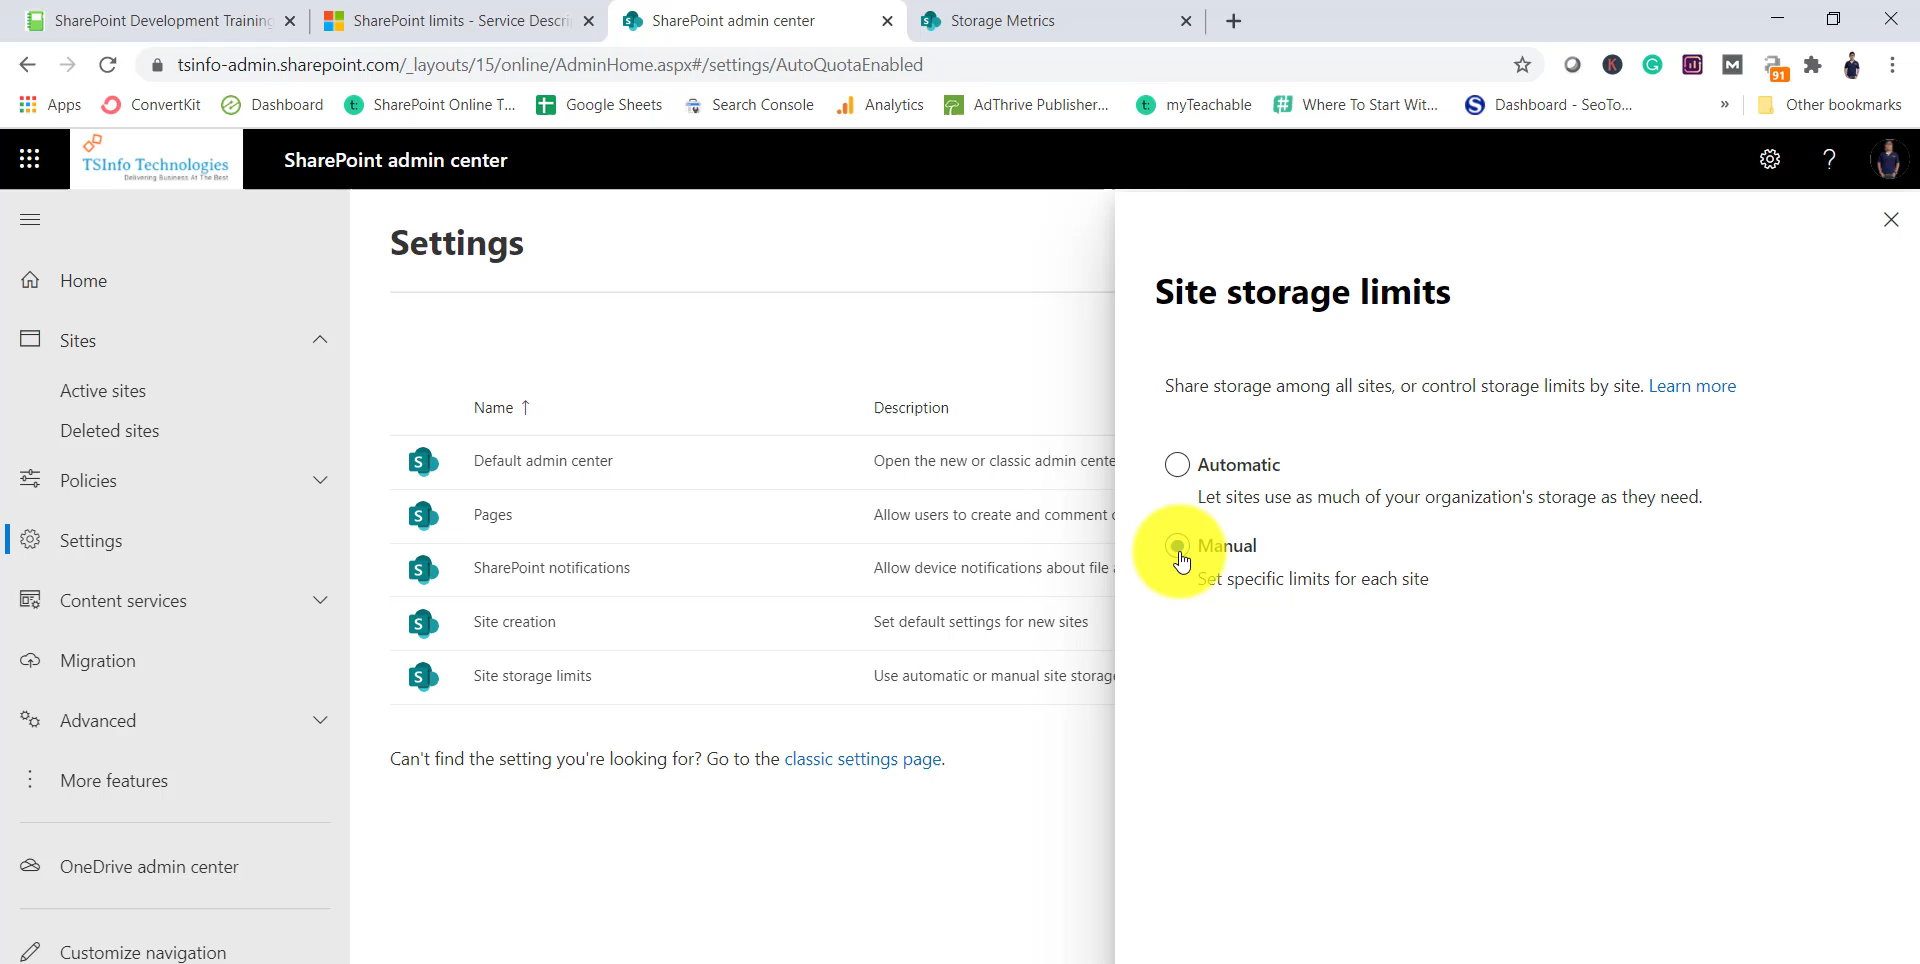 SharePoint Development Training
SharePoint limits - Service Descri
SharePoint admin center
Storage Metrics
tsinfo-admin.sharepoint.com/_layouts/15/online/AdminHome.aspx#/settings/AutoQuotaEnabled
91
Apps
ConvertKit
Dashboard
SharePoint Online T...
Google Sheets
Search Console
Analytics
AdThrive Publisher...
myTeachable
Where To Start Wit...
Dashboard - SeoTo...
»
Other bookmarks
TSInfo Technologies
Delivering Business At The Best
SharePoint admin center
Home
Sites
Active sites
Deleted sites
Policies
Settings
Content services
Migration
Advanced
More features
OneDrive admin center
Customize navigation
Settings
Name ↑ Description
Default admin center Open the new or classic admin cente
Pages Allow users to create and comment
SharePoint notifications Allow device notifications about file
Site creation Set default settings for new sites
Site storage limits Use automatic or manual site storag
Can't find the setting you're looking for? Go to the classic settings page.
Site storage limits
Share storage among all sites, or control storage limits by site. Learn more
Automatic
Let sites use as much of your organization's storage as they need.
Manual
Set specific limits for each site